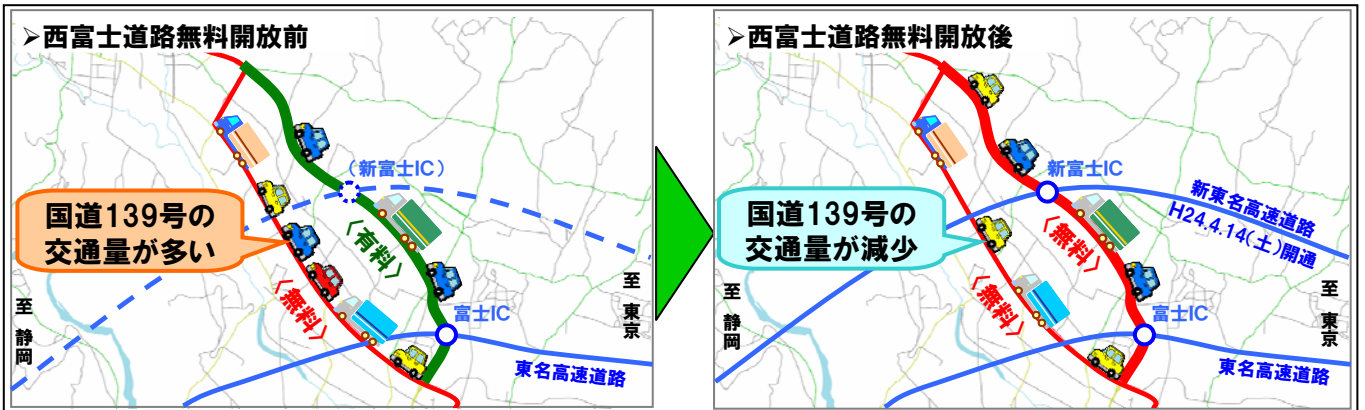 ➢西富士道路無料開放前
(新富士IC)
国道139号の
交通量が多い
〈有料〉
〈無料〉
至 静岡
至 東京
富士IC
東名高速道路
➢西富士道路無料開放後
新富士IC
新東名高速道路
H24.4.14(土)開通
国道139号の
交通量が減少
〈無料〉
〈無料〉
至 静岡
至 東京
富士IC
東名高速道路